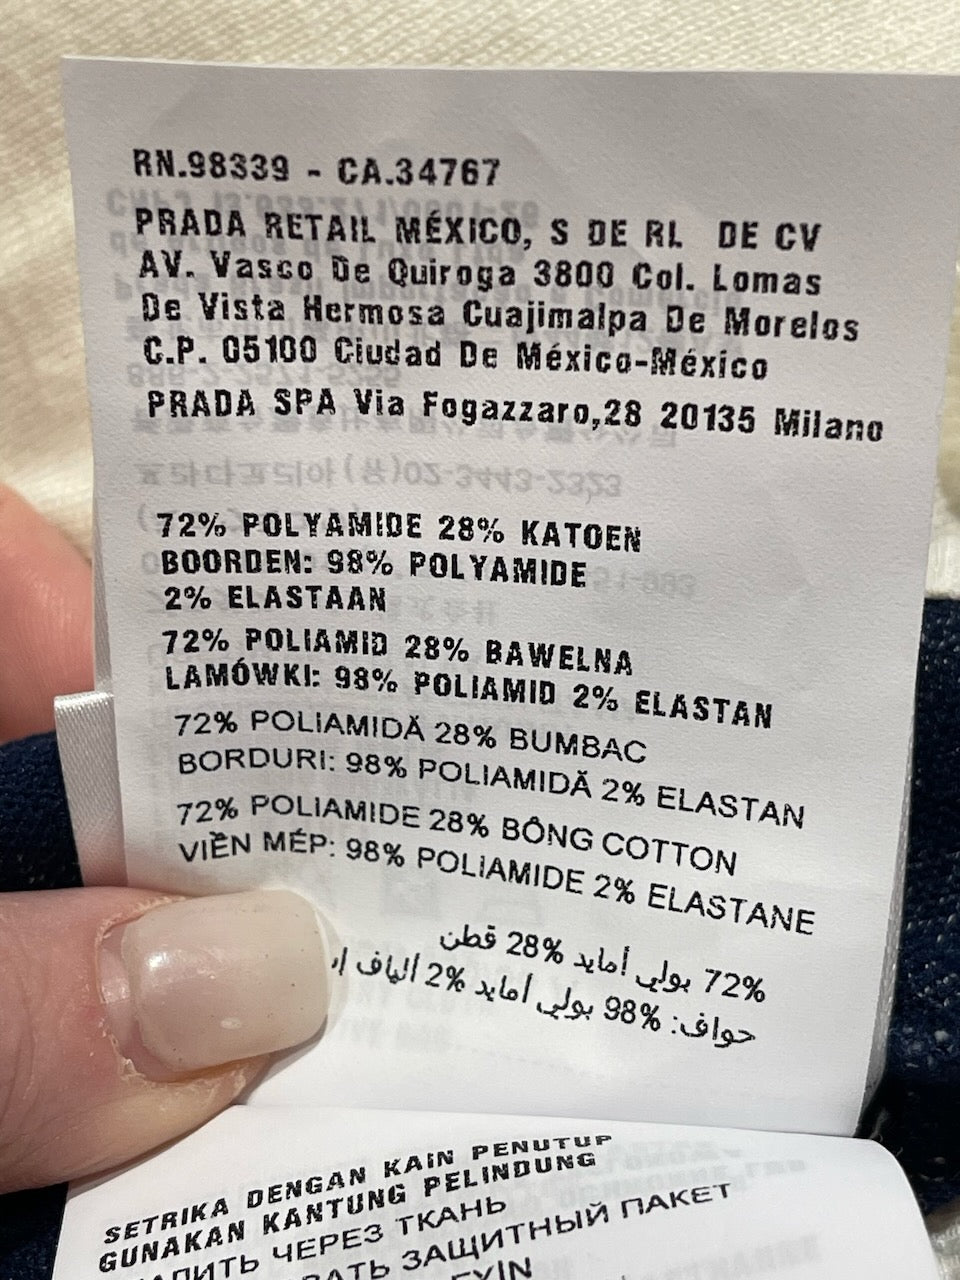 RN.98339 - CA.34767
PRADA RETAIL MÉXICO, S DE RL DE CV
AV. Vasco De Quiroga 3800 Col. Lomas
De Vista Hermosa Cuajimalpa De Morelos
C.P. 05100 Ciudad De México-México
PRADA SPA Via Fogazzaro,28 20135 Milano
72% POLYAMIDE 28% KATOEN
BOORDEN: 98% POLYAMIDE
2% ELASTAAN
72% POLIAMID 28% BAWELNA
LAMÓWKI: 98% POLIAMID 2% ELASTAN
72% POLIAMIDĂ 28% BUMBAC
BORDURI: 98% POLIAMIDĂ 2% ELASTAN
72% POLIAMIDE 28% BÔNG COTTON
VIỀN MÉP: 98% POLIAMIDE 2% ELASTANE
72% بولي أمايد 28% قطن
حواف: 98% بولي أمايد 2% ألياف
SETRIKA DENGAN KAIN PENUTUP
GUNAKAN KANTUNG PELINDUNG
ЧЕРЕЗ ТКАНЬ
ЗАЩИТНЫЙ ПАКЕТ